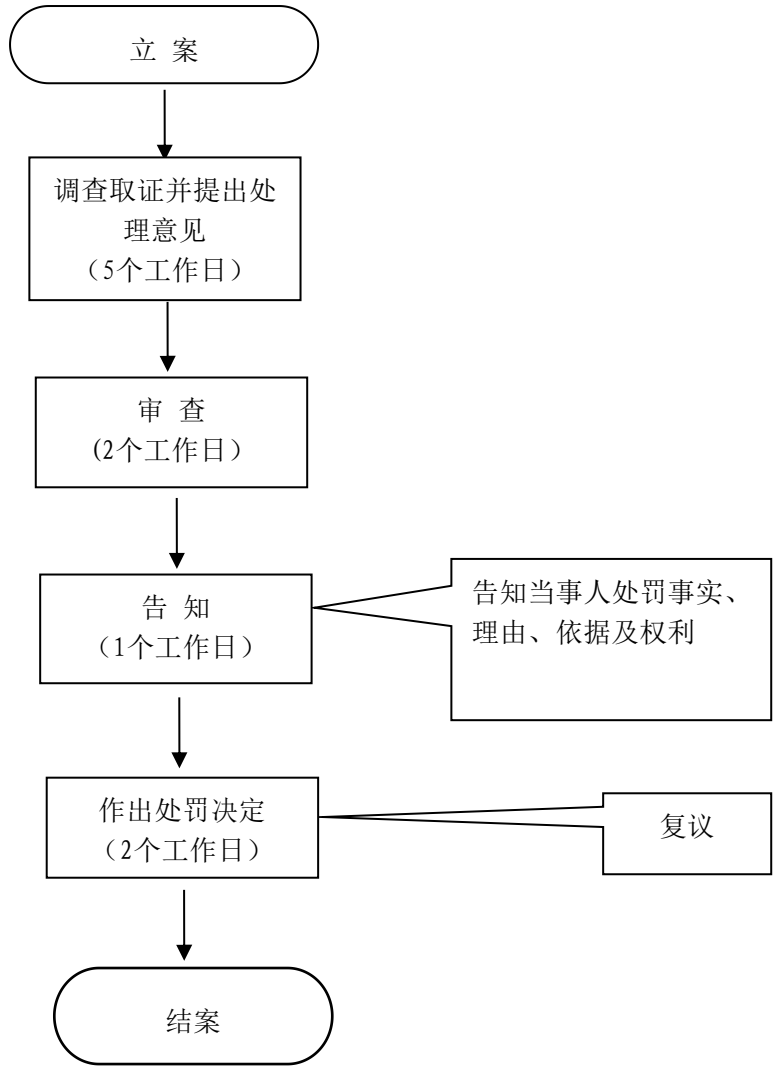 立 案
调查取证并提出处
理意见
（5个工作日）
审 查
(2个工作日）
告 知
（1个工作日）
告知当事人处罚事实、
理由、依据及权利
作出处罚决定
（2个工作日）
复议
结案